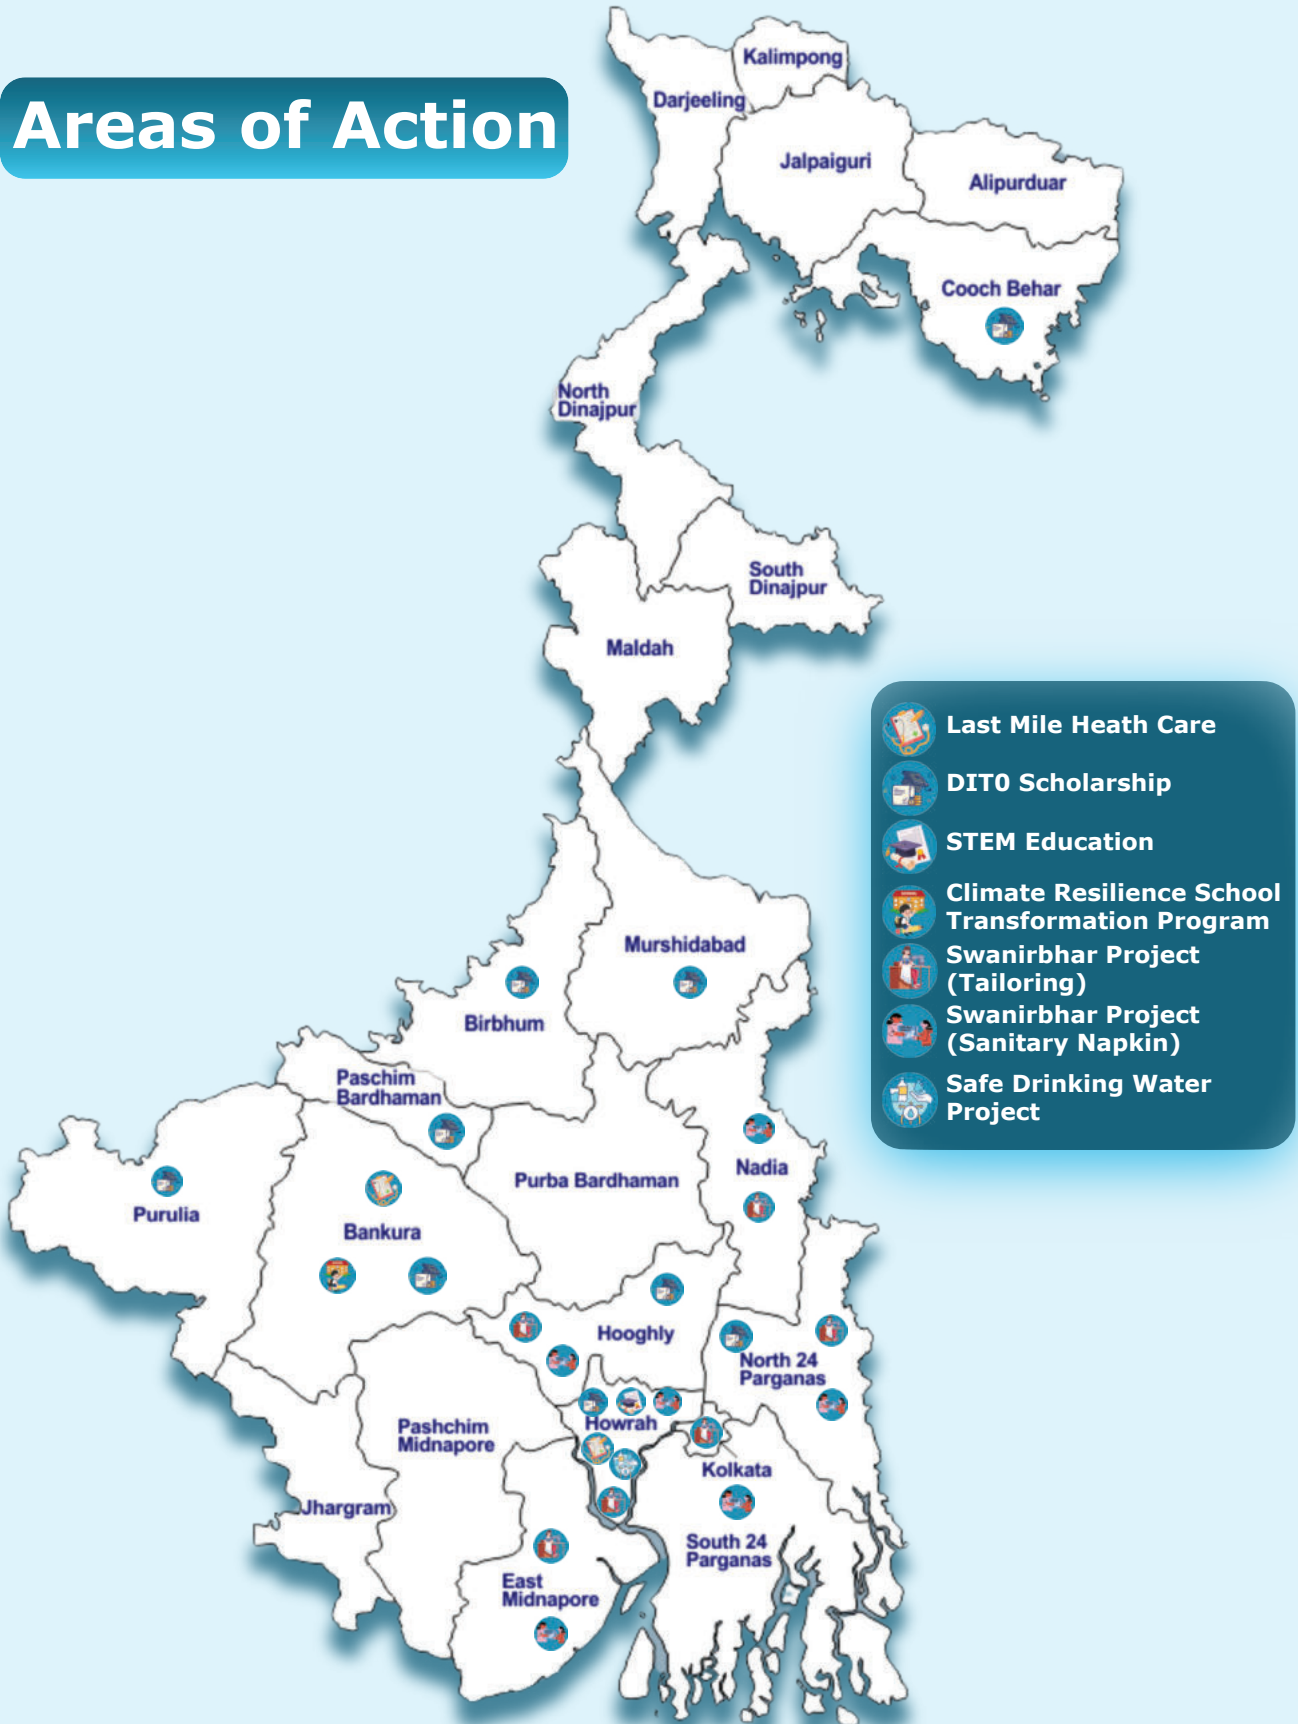 Areas of Action
Kalimpong
Darjeeling
Jalpaiguri
Alipurduar
Cooch Behar
North
Dinajpur
South
Dinajpur
Maldah
Last Mile Heath Care
DIT0 Scholarship
STEM Education
Climate Resilience School
Transformation Program
Swanirbhar Project
(Tailoring)
Swanirbhar Project
(Sanitary Napkin)
Safe Drinking Water
Project
Murshidabad
Birbhum
Paschim
Bardhaman
Purba Bardhaman
Nadia
Purulia
Bankura
Hooghly
North 24
Parganas
Howrah
Pashchim
Midnapore
Kolkata
Jhargram
South 24
Parganas
East
Midnapore